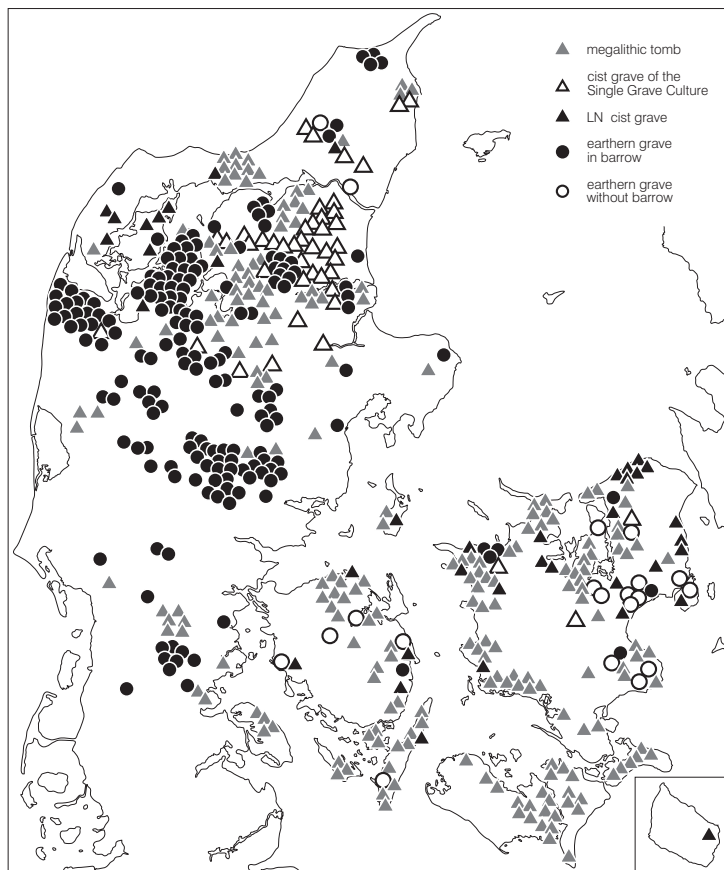 megalithic tomb
cist grave of the
Single Grave Culture
LN cist grave
earthern grave
in barrow
earthern grave
without barrow